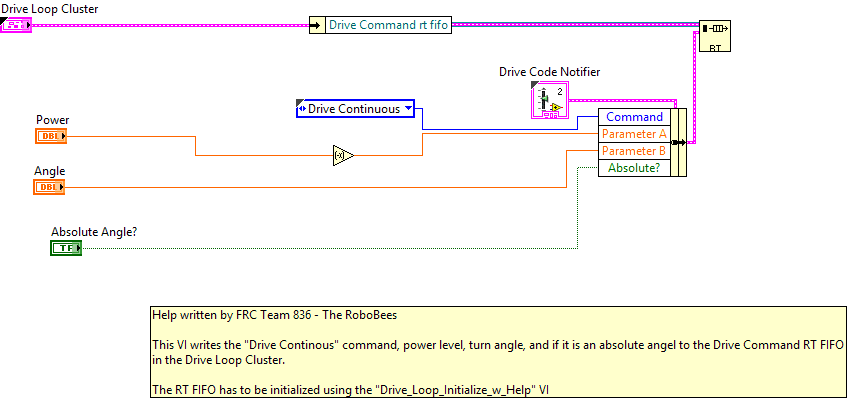 Drive Loop Cluster
Drive Command rt fifo
RT
Drive Code Notifier
2
Drive Continuous
Command
Power
Parameter A
DBL
(-x)
Parameter B
Angle
Absolute?
DBL
Absolute Angle?
TF
Help written by FRC Team 836 - The RoboBees
This VI writes the "Drive Continous" command, power level, turn angle, and if it is an absolute angel to the Drive Command RT FIFO
in the Drive Loop Cluster.
The RT FIFO has to be initialized using the "Drive_Loop_Initialize_w_Help" VI